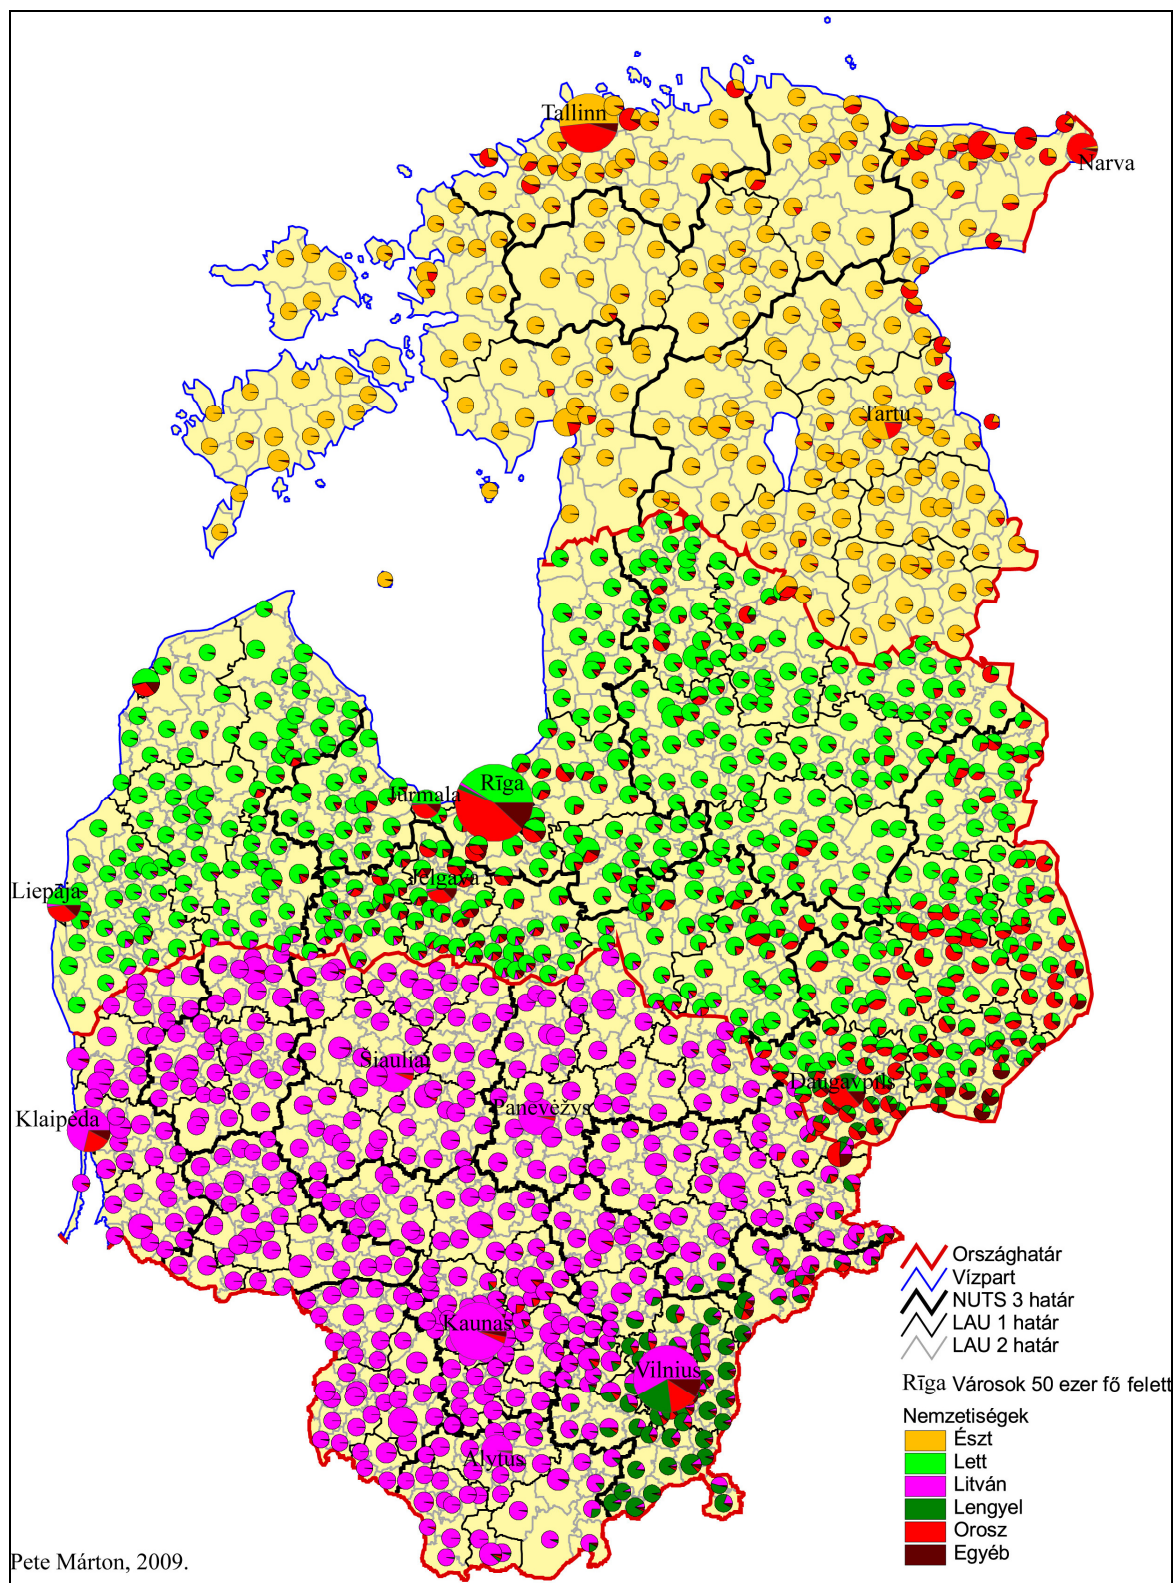 Tallinn
Narva
Tartu
Rīga
Jūrmala
Jelgava
Liepāja
Šiauliai
Daugavpils
Panevėžys
Klaipėda
Országhatár
Vízpart
NUTS 3 határ
LAU 1 határ
LAU 2 határ
Kaunas
Vilnius
Rīga Városok 50 ezer fő felett
Nemzetiségek
Észt
Lett
Alytus
Litván
Lengyel
Orosz
Egyéb
Pete Márton, 2009.